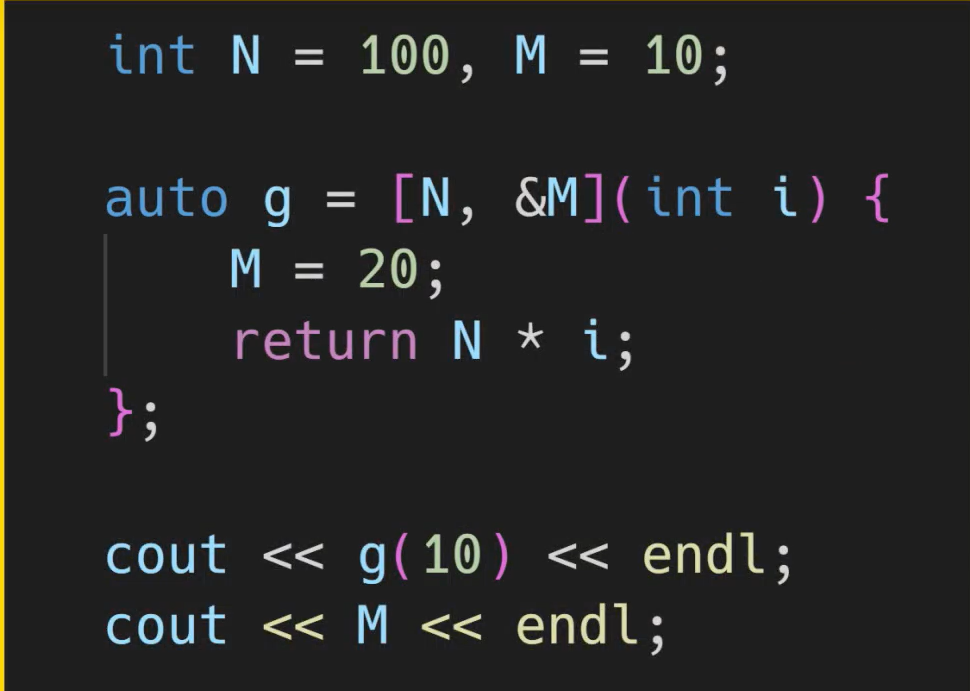 int N = 100, M = 10;
auto g = [N, &M](int i) {
    M = 20;
    return N * i;
};
cout << g(10) << endl;
cout << M << endl;